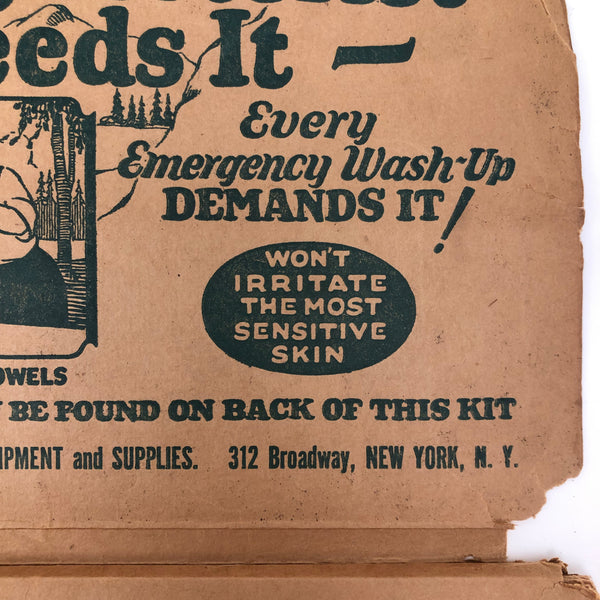 eeds It —
Every
Emergency Wash-Up
DEMANDS IT!
WON'T
IRRITATE
THE MOST
SENSITIVE
SKIN
OWELS
BE FOUND ON BACK OF THIS KIT
IPMENT and SUPPLIES. 312 Broadway, NEW YORK, N. Y.